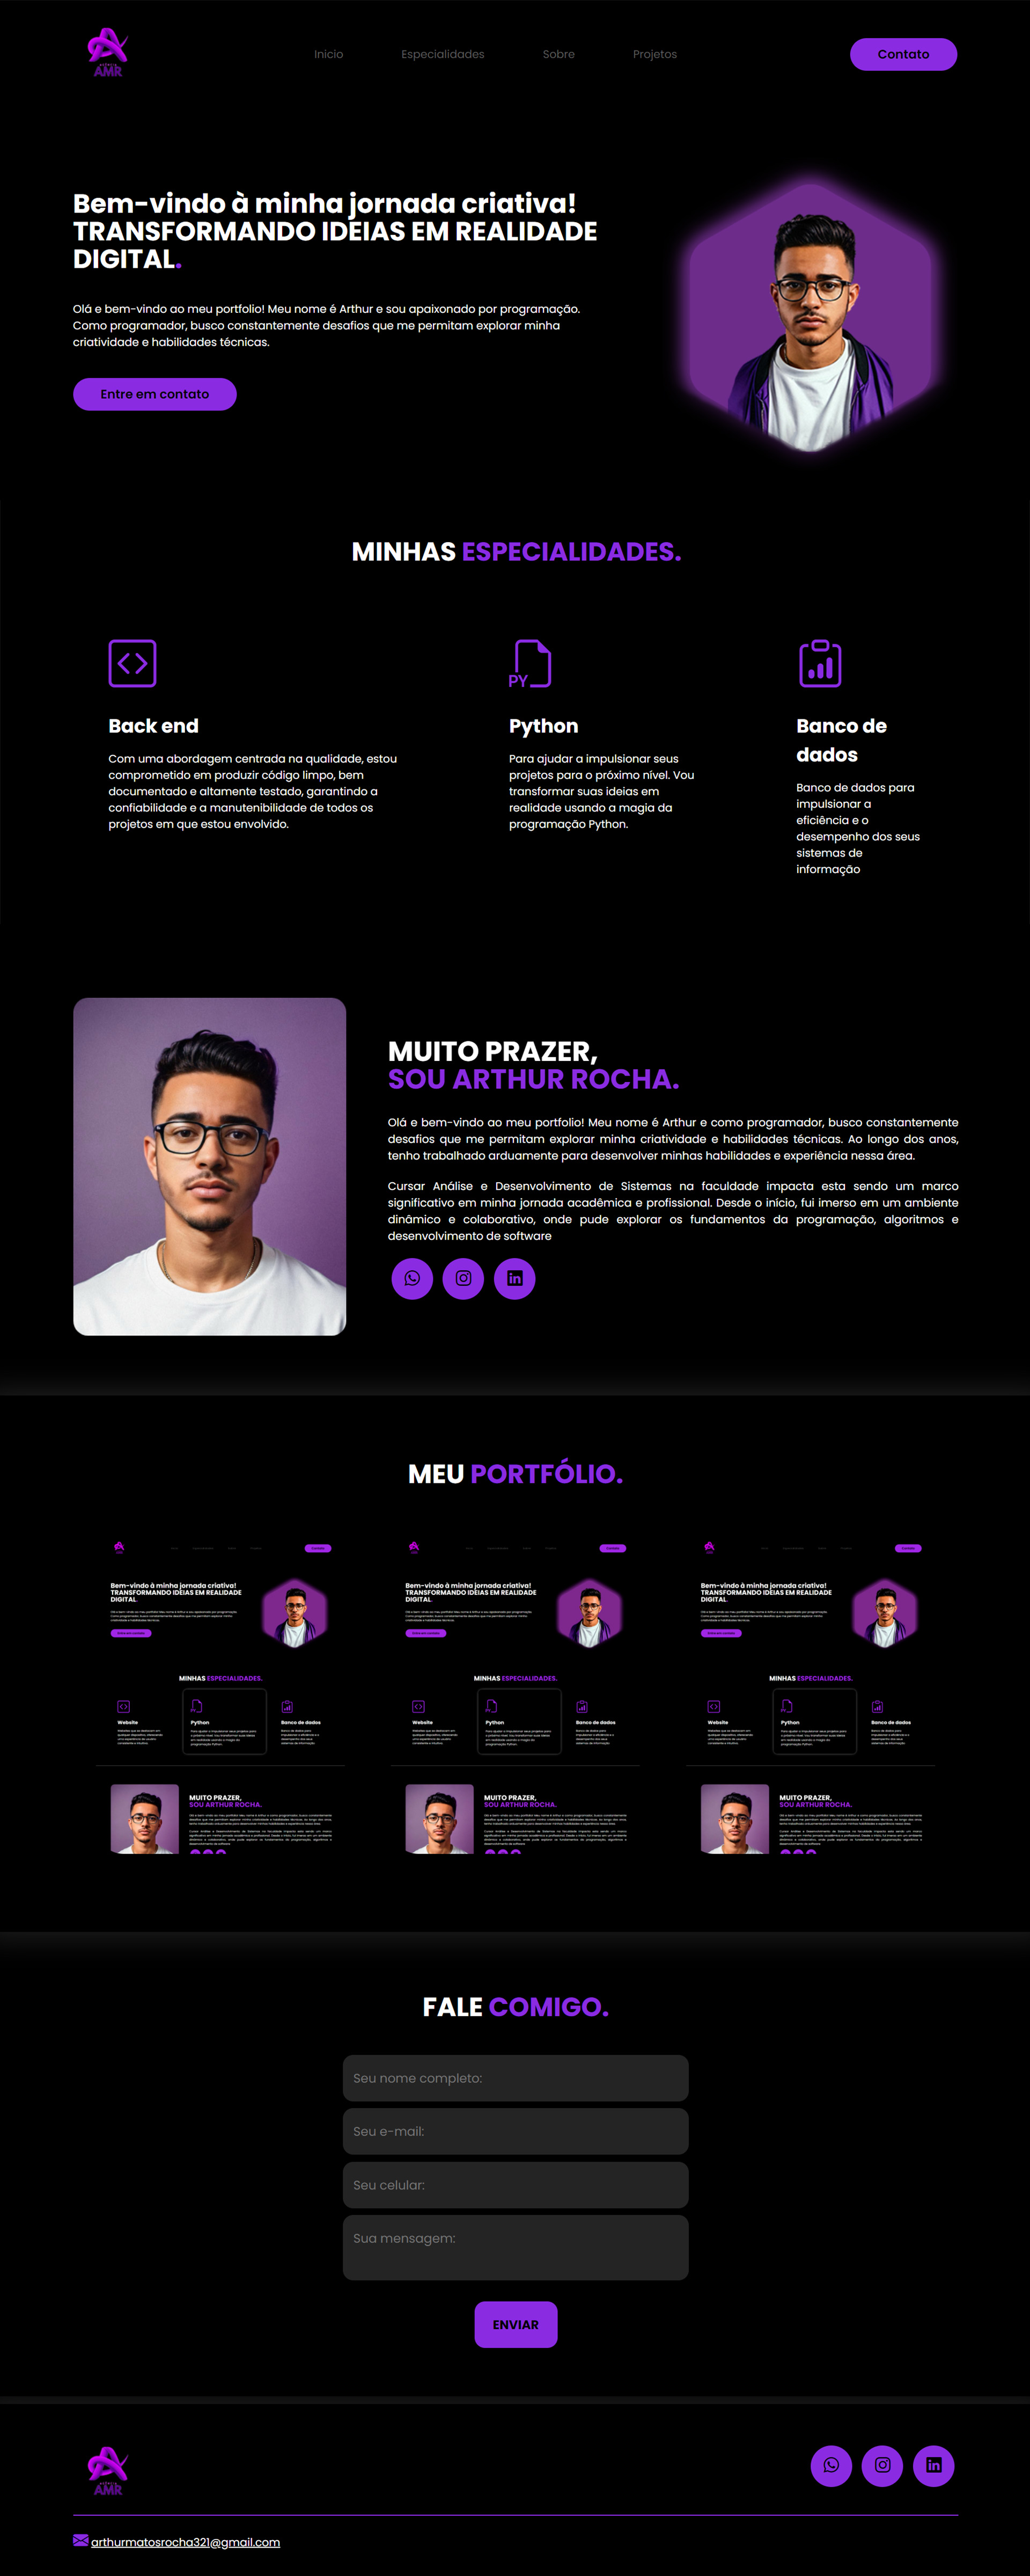 AMR
Inicio
Especialidades
Sobre
Projetos
Contato
Bem-vindo à minha jornada criativa!
TRANSFORMANDO IDEIAS EM REALIDADE
DIGITAL.
Olá e bem-vindo ao meu portfolio! Meu nome é Arthur e sou apaixonado por programação.
Como programador, busco constantemente desafios que me permitam explorar minha
criatividade e habilidades técnicas.
Entre em contato
MINHAS ESPECIALIDADES.
PY
Back end
Com uma abordagem centrada na qualidade, estou
comprometido em produzir código limpo, bem
documentado e altamente testado, garantindo a
confiabilidade e a manutenibilidade de todos os
projetos em que estou envolvido.
Python
Para ajudar a impulsionar seus
projetos para o próximo nível. Vou
transformar suas ideias em
realidade usando a magia da
programação Python.
Banco de
dados
Banco de dados para
impulsionar a
eficiência e o
desempenho dos seus
sistemas de
informação
MUITO PRAZER,
SOU ARTHUR ROCHA.
Olá e bem-vindo ao meu portfolio! Meu nome é Arthur e como programador, busco constantemente
desafios que me permitam explorar minha criatividade e habilidades técnicas. Ao longo dos anos,
tenho trabalhado arduamente para desenvolver minhas habilidades e experiência nessa área.
Cursar Análise e Desenvolvimento de Sistemas na faculdade impacta esta sendo um marco
significativo em minha jornada acadêmica e profissional. Desde o início, fui imerso em um ambiente
dinâmico e colaborativo, onde pude explorar os fundamentos da programação, algoritmos e
desenvolvimento de software
MEU PORTFÓLIO.
Bem-vindo à minha jornada criativa!
TRANSFORMANDO IDEIAS EM REALIDADE
DIGITAL.
MINHAS ESPECIALIDADES.
Website
Python
Banco de dados
MUITO PRAZER,
SOU ARTHUR ROCHA.
Bem-vindo à minha jornada criativa!
TRANSFORMANDO IDEIAS EM REALIDADE
DIGITAL.
MINHAS ESPECIALIDADES.
Website
Python
Banco de dados
MUITO PRAZER,
SOU ARTHUR ROCHA.
Bem-vindo à minha jornada criativa!
TRANSFORMANDO IDEIAS EM REALIDADE
DIGITAL.
MINHAS ESPECIALIDADES.
Website
Python
Banco de dados
MUITO PRAZER,
SOU ARTHUR ROCHA.
FALE COMIGO.
Seu nome completo:
Seu e-mail:
Seu celular:
Sua mensagem:
ENVIAR
AMR
arthurmatosrocha321@gmail.com